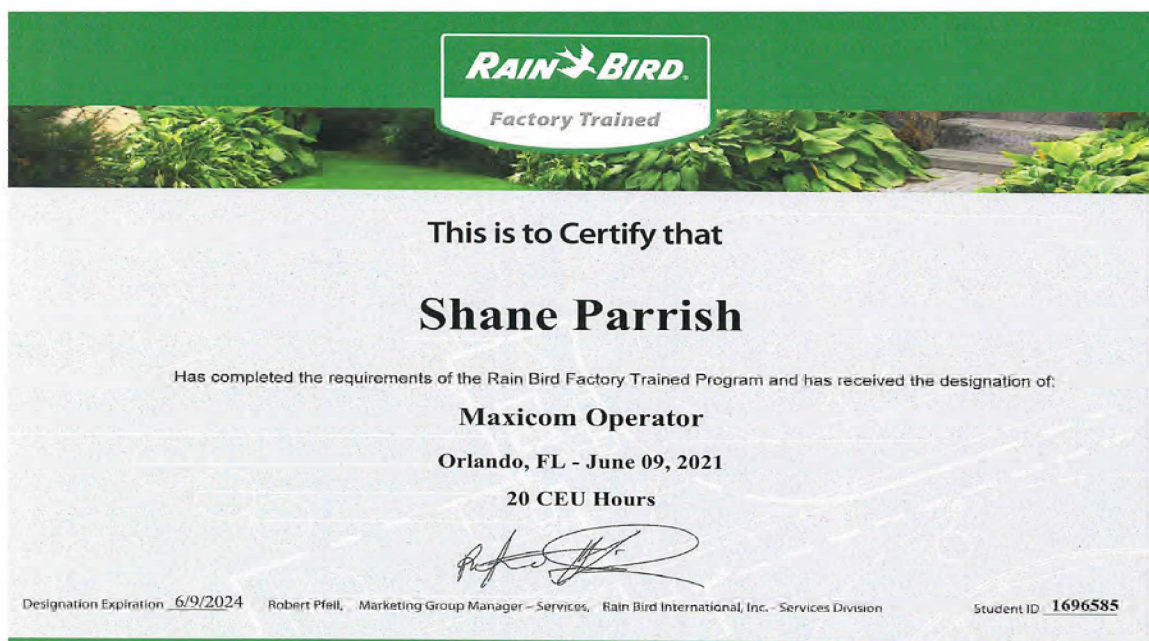 RAIN BIRD.
Factory Trained
This is to Certify that
Shane Parrish
Has completed the requirements of the Rain Bird Factory Trained Program and has received the designation of:
Maxicom Operator
Orlando, FL - June 09, 2021
20 CEU Hours
Designation Expiration 6/9/2024 Robert Pfeil, Marketing Group Manager – Services, Rain Bird International, Inc. - Services Division Student ID 1696585